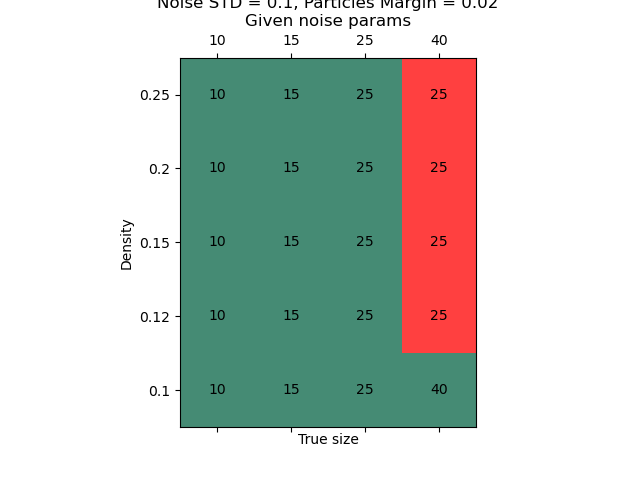 Noise STD = 0.1, Particles Margin = 0.02
Given noise params
10 15 25 40
0.25 10 15 25 25
0.2 10 15 25 25
0.15 10 15 25 25
0.12 10 15 25 25
0.1 10 15 25 40
Density
True size